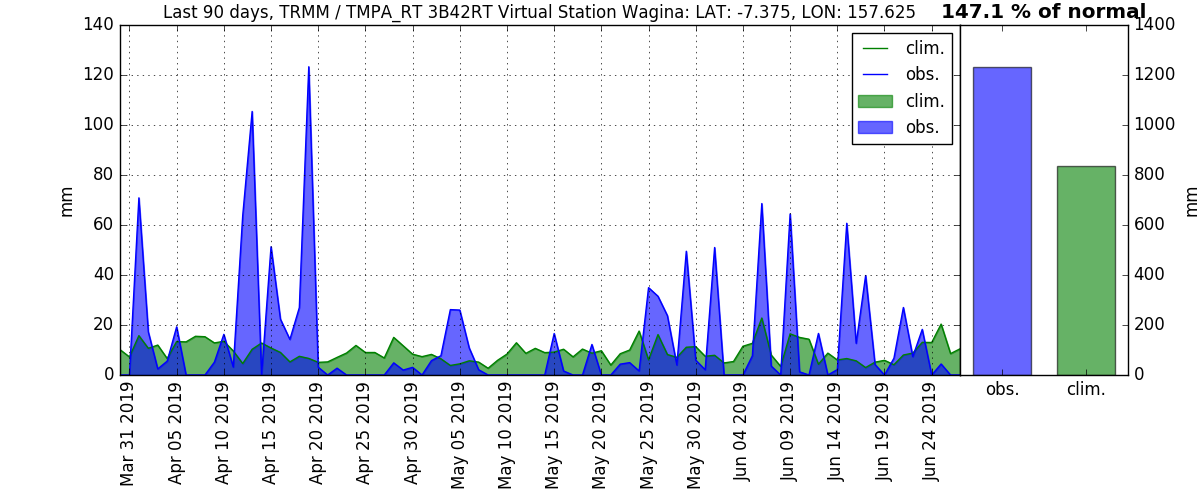 Last 90 days, TRMM / TMPA_RT 3B42RT Virtual Station Wagina: LAT: -7.375, LON: 157.625
147.1 % of normal
mm
140
120
100
80
60
40
20
0
clim.
obs.
clim.
obs.
Mar 31 2019
Apr 05 2019
Apr 10 2019
Apr 15 2019
Apr 20 2019
Apr 25 2019
Apr 30 2019
May 05 2019
May 10 2019
May 15 2019
May 20 2019
May 25 2019
May 30 2019
Jun 04 2019
Jun 09 2019
Jun 14 2019
Jun 19 2019
Jun 24 2019
1400
1200
1000
800
600
400
200
0
mm
obs.
clim.